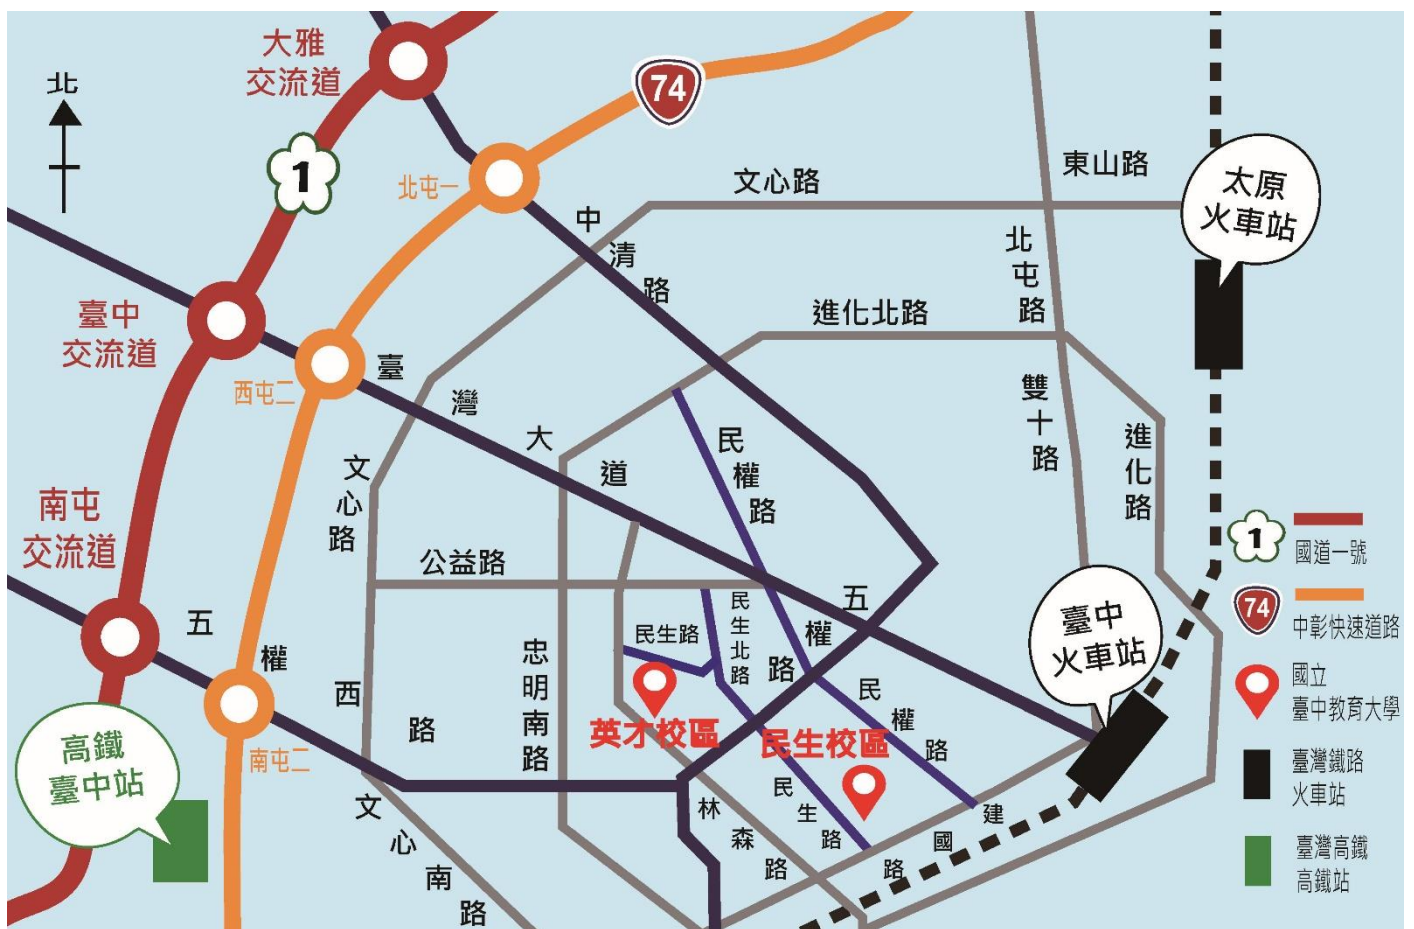 大雅
交流道
北
74
1
北屯一
文心路
東山路
太原
火車站
中清路
北屯路
臺中
交流道
進化北路
西屯二
臺灣大道
雙十路
進化路
民權路
文心路
南屯
交流道
公益路
1
國道一號
74
中彰快速道路
五權西路
民生路
民生北路
五權路
臺中
火車站
忠明南路
國立
臺中教育大學
英才校區
民生校區
民權路
高鐵
臺中站
南屯二
臺灣鐵路
火車站
文心南路
林森路
民生路
建國路
臺灣高鐵
高鐵站